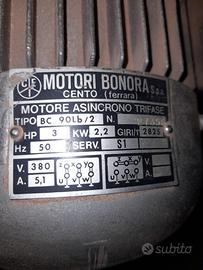 CTE MOTORI BONORA S.p.A.
CENTO (ferrara)
MOTORE ASINCRONO TRIFASE
TIPO BC 90Lb/2 N.
HP 3 KW 2,2 GIRI/1' 2825
Hz 50 SERV. S1
V. 380
A. 5,1
Z X Y
U V W
U V W
subito